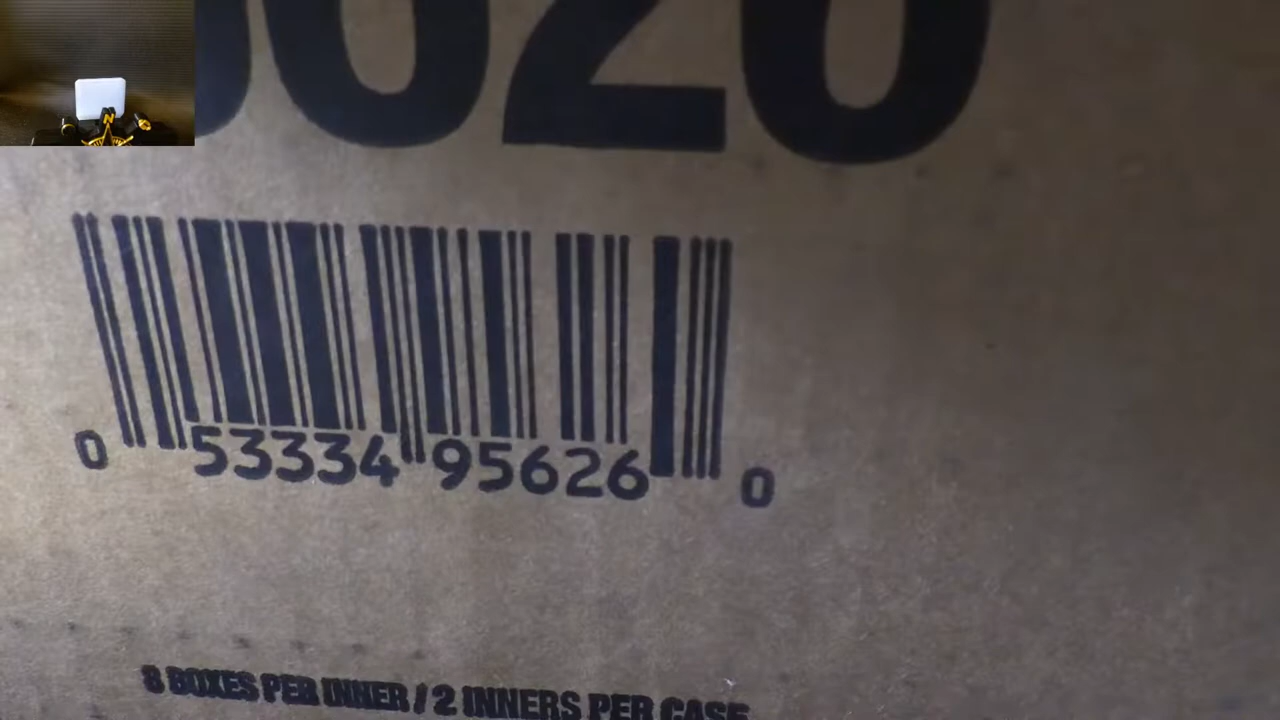 020
0 53334 95626 0
8 BOXES PER INNER / 2 INNERS PER CASE
N